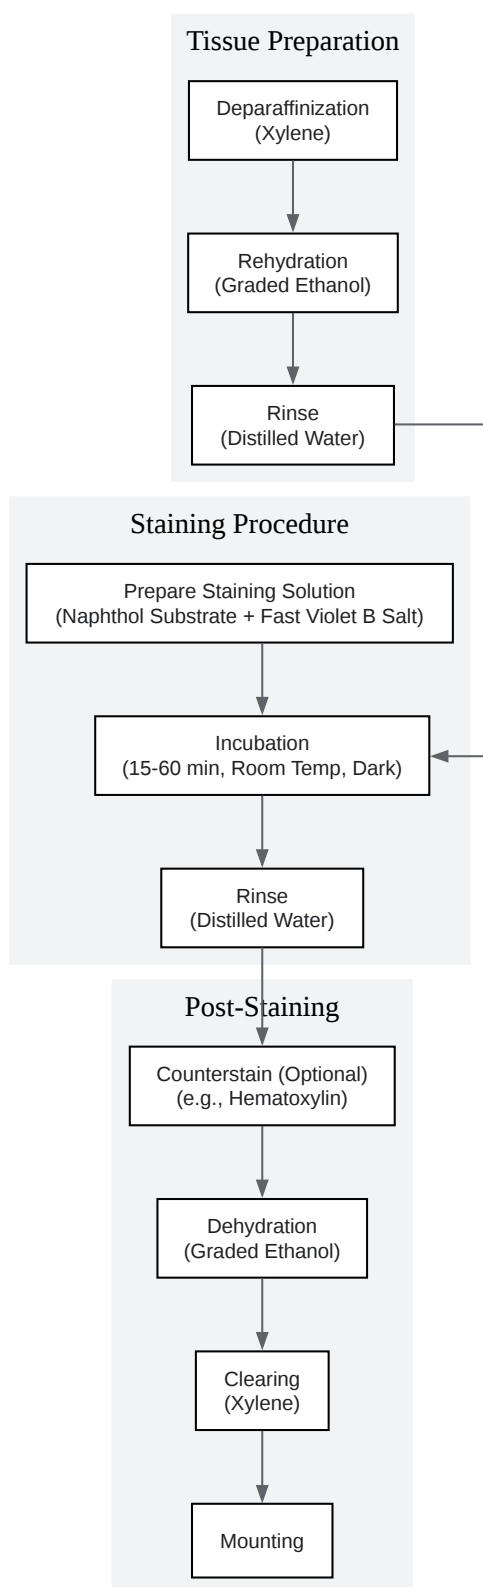 Tissue Preparation
Deparaffinization
(Xylene)
Rehydration
(Graded Ethanol)
Rinse
(Distilled Water)
Staining Procedure
Prepare Staining Solution
(Naphthol Substrate + Fast Violet B Salt)
Incubation
(15-60 min, Room Temp, Dark)
Rinse
(Distilled Water)
Post-Staining
Counterstain (Optional)
(e.g., Hematoxylin)
Dehydration
(Graded Ethanol)
Clearing
(Xylene)
Mounting